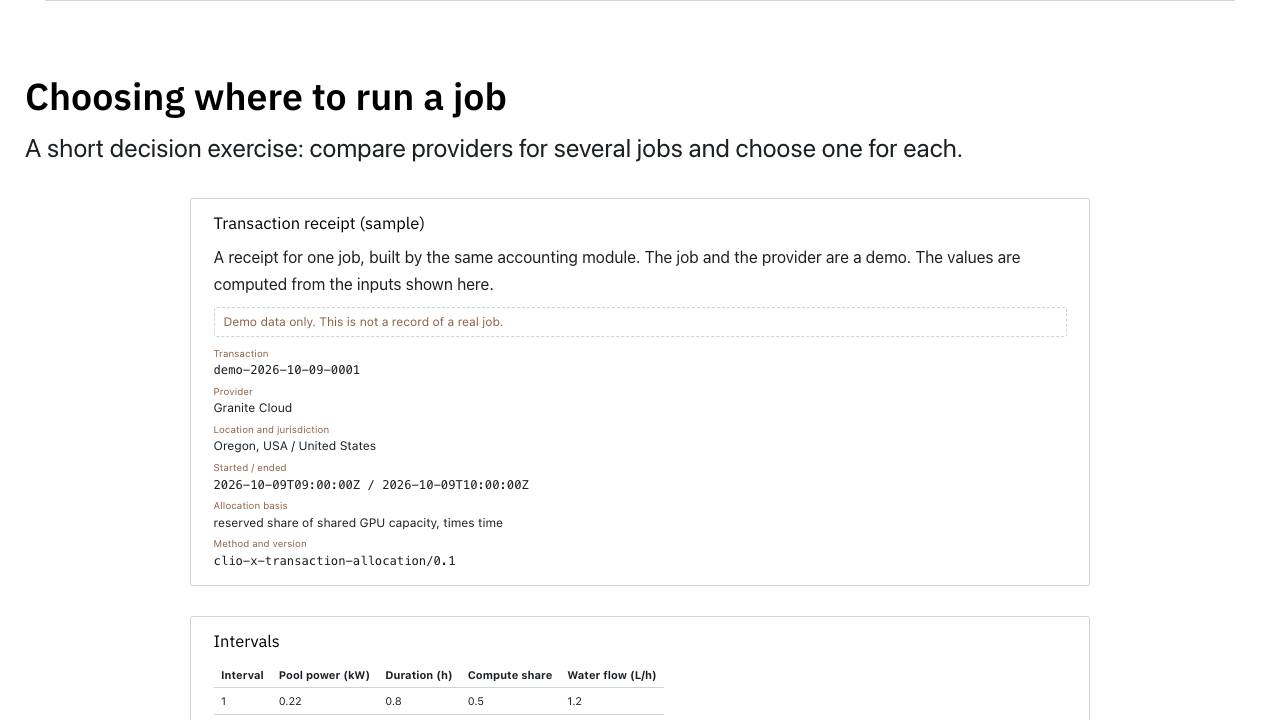 Choosing where to run a job
A short decision exercise: compare providers for several jobs and choose one for each.
Transaction receipt (sample)
A receipt for one job, built by the same accounting module. The job and the provider are a demo. The values are
computed from the inputs shown here.
Demo data only. This is not a record of a real job.
Transaction
demo-2026-10-09-0001
Provider
Granite Cloud
Location and jurisdiction
Oregon, USA / United States
Started / ended
2026-10-09T09:00:00Z / 2026-10-09T10:00:00Z
Allocation basis
reserved share of shared GPU capacity, times time
Method and version
clio-x-transaction-allocation/0.1
Intervals
Interval Pool power (kW) Duration (h) Compute share Water flow (L/h)
1 0.22 0.8 0.5 1.2